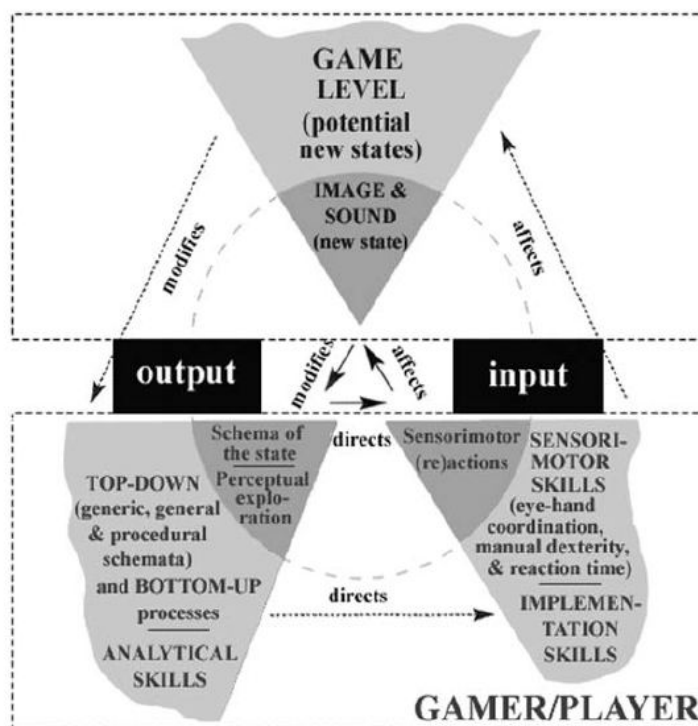 GAME
LEVEL
(potential
new states)
IMAGE &
SOUND
(new state)
modifies
affects
output
modifies
affects
input
directs
Schema of
the state
Perceptual
explo-
ration
Sensorimotor
(re)actions
TOP-DOWN
(generic, general
& procedural
schemata)
and BOTTOM-UP
processes
ANALYTICAL
SKILLS
SENSORI-
MOTOR
SKILLS
(eye-hand
coordination,
manual dexterity,
& reaction time)
IMPLEMEN-
TATION
SKILLS
directs
GAMER/PLAYER